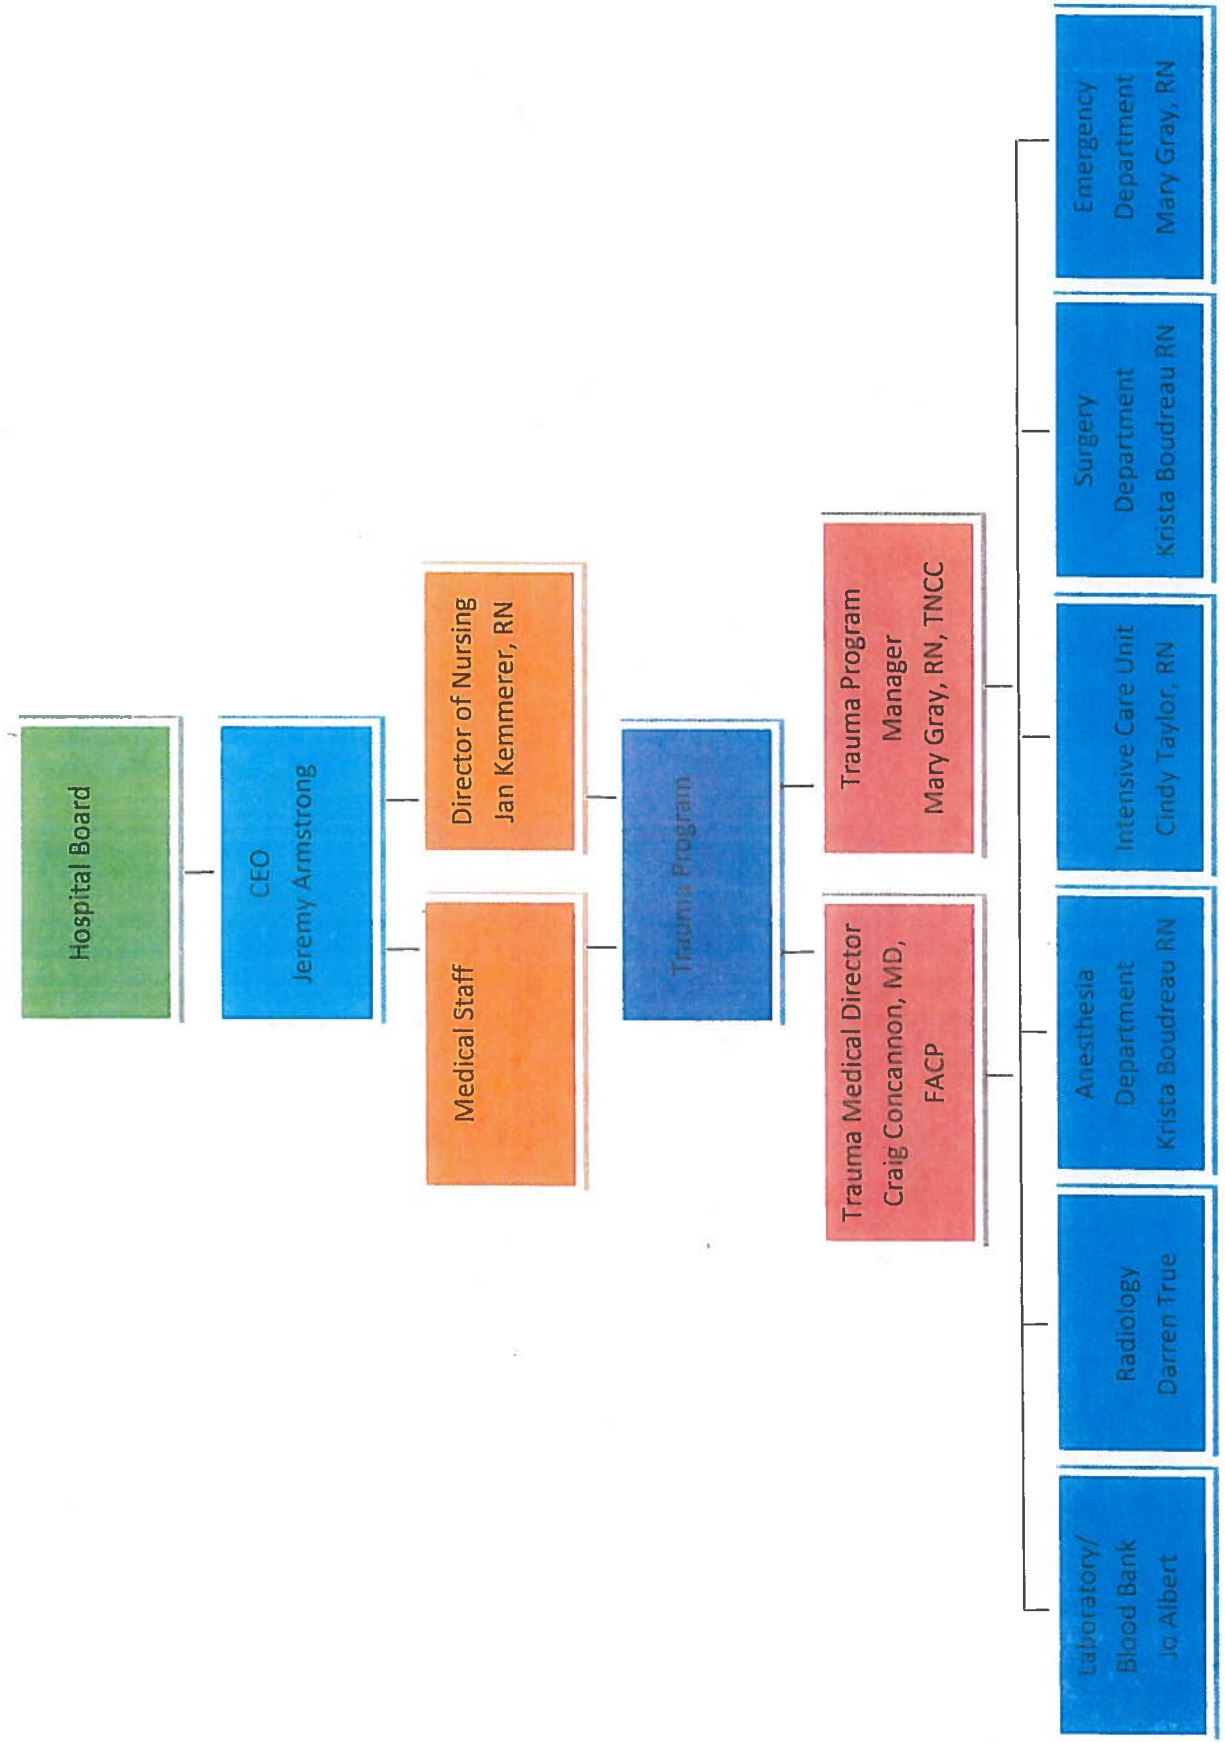 Hospital Board
CEO
Jeremy Armstrong
Medical Staff
Director of Nursing
Jan Kemmerer, RN
Trauma Program
Trauma Medical Director
Craig Concannon, MD,
FACP
Trauma Program
Manager
Mary Gray, RN, TNCC
Laboratory/
Blood Bank
Jo Albert
Radiology
Darren True
Anesthesia
Department
Krista Boudreau RN
Intensive Care Unit
Cindy Taylor, RN
Surgery
Department
Krista Boudreau RN
Emergency
Department
Mary Gray, RN